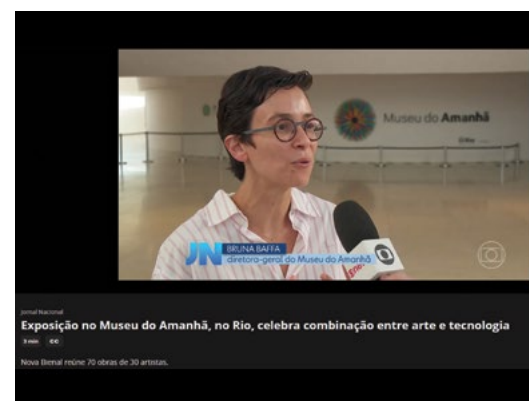 Museu do Amanhã
JN
BRUNA BAFFA
diretora-geral do Museu do Amanhã
Jornal Nacional
Exposição no Museu do Amanhã, no Rio, celebra combinação entre arte e tecnologia
3 min
Nova Bienal reúne 70 obras de 30 artistas.